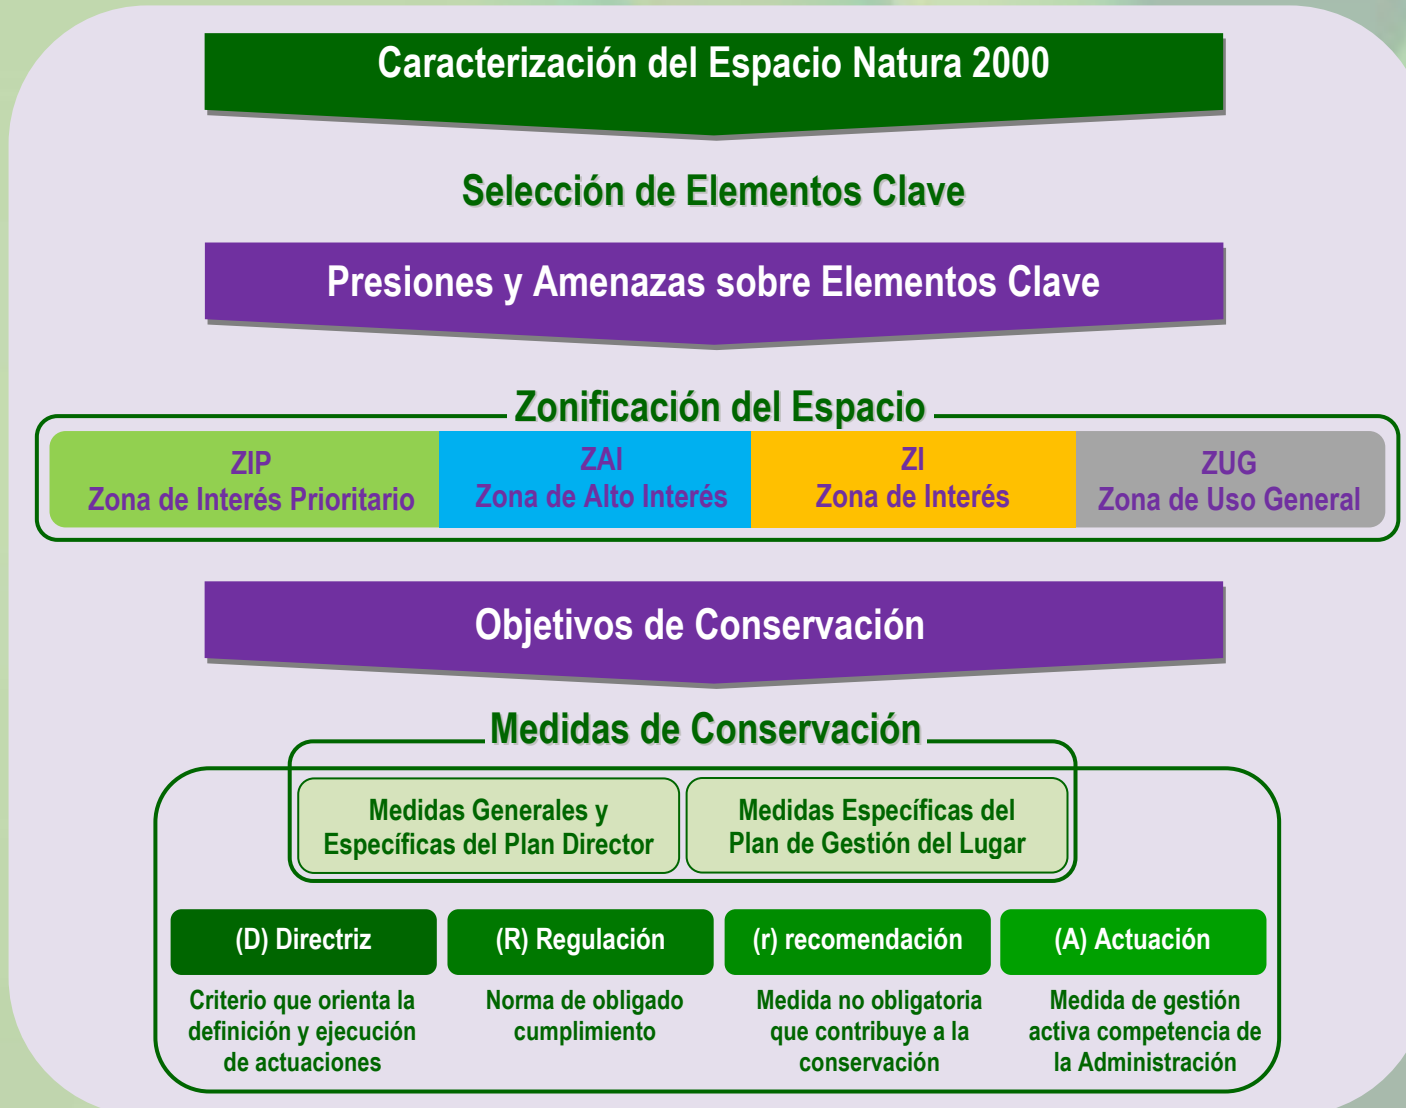 Caracterización del Espacio Natura 2000
Selección de Elementos Clave
Presiones y Amenazas sobre Elementos Clave
Zonificación del Espacio
ZIP
Zona de Interés Prioritario
ZAI
Zona de Alto Interés
ZI
Zona de Interés
ZUG
Zona de Uso General
Objetivos de Conservación
Medidas de Conservación
Medidas Generales y
Específicas del Plan Director
Medidas Específicas del
Plan de Gestión del Lugar
(D) Directriz
Criterio que orienta la
definición y ejecución
de actuaciones
(R) Regulación
Norma de obligado
cumplimiento
(r) recomendación
Medida no obligatoria
que contribuye a la
conservación
(A) Actuación
Medida de gestión
activa competencia de
la Administración